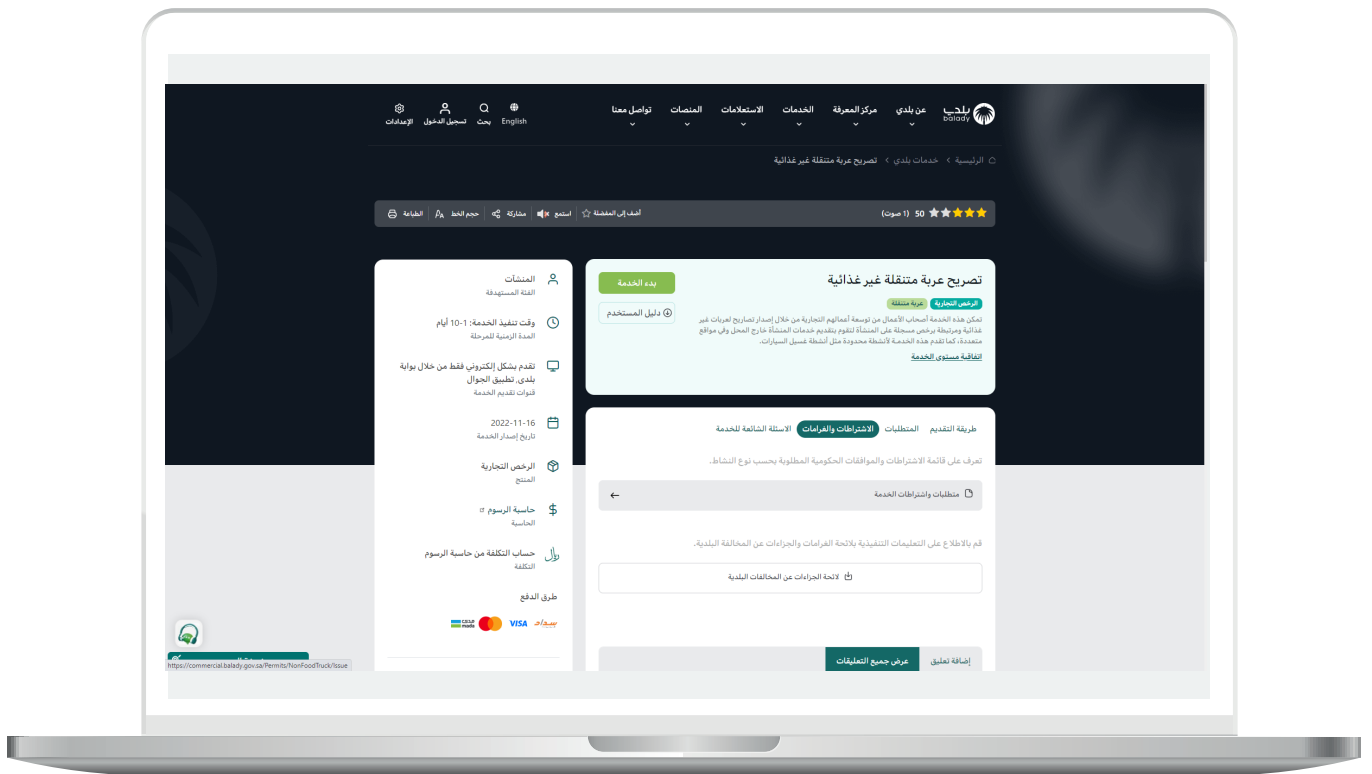 بلدي
balady
عن بلدي
مركز المعرفة
الخدمات
الاستعلامات
المنصات
تواصل معنا
English
بحث
تسجيل الدخول
الإعدادات
الرئيسية > خدمات بلدي > تصريح عربة متنقلة غير غذائية
50 (1 صوت)
أضف إلى المفضلة
استمع
مشاركة
حجم الخط
الطباعة
تصريح عربة متنقلة غير غذائية
بدء الخدمة
الرخص التجارية
عربة متنقلة
دليل المستخدم
تمكن هذه الخدمة أصحاب الأعمال من توسعة أعمالهم التجارية من خلال إصدار تصاريح لعربات غير
غذائية ومرتبطة برخص مسجلة على المنشأة لتقوم بتقديم خدمات المنشأة خارج المحل وفي مواقع
متعددة، كما تقدم هذه الخدمة لأنشطة محدودة مثل أنشطة غسيل السيارات.
اتفاقية مستوى الخدمة
طريقة التقديم
المتطلبات
الاشتراطات والغرامات
الاسئلة الشائعة للخدمة
تعرف على قائمة الاشتراطات والموافقات الحكومية المطلوبة بحسب نوع النشاط.
متطلبات واشتراطات الخدمة
قم بالاطلاع على التعليمات التنفيذية بلائحة الغرامات والجزاءات عن المخالفة البلدية.
لائحة الجزاءات عن المخالفات البلدية
إضافة تعليق
عرض جميع التعليقات
المنشآت
الفئة المستهدفة
وقت تنفيذ الخدمة: 1-10 أيام
المدة الزمنية للمرحلة
تقدم بشكل إلكتروني فقط من خلال بوابة
بلدي, تطبيق الجوال
قنوات تقديم الخدمة
2022-11-16
تاريخ إصدار الخدمة
الرخص التجارية
المنتج
حاسبة الرسوم
الحاسبة
حساب التكلفة من حاسبة الرسوم
التكلفة
طرق الدفع
سداد
VISA
مدى
mada
https://commercial.balady.gov.sa/Permits/NonFoodTruck/Issue